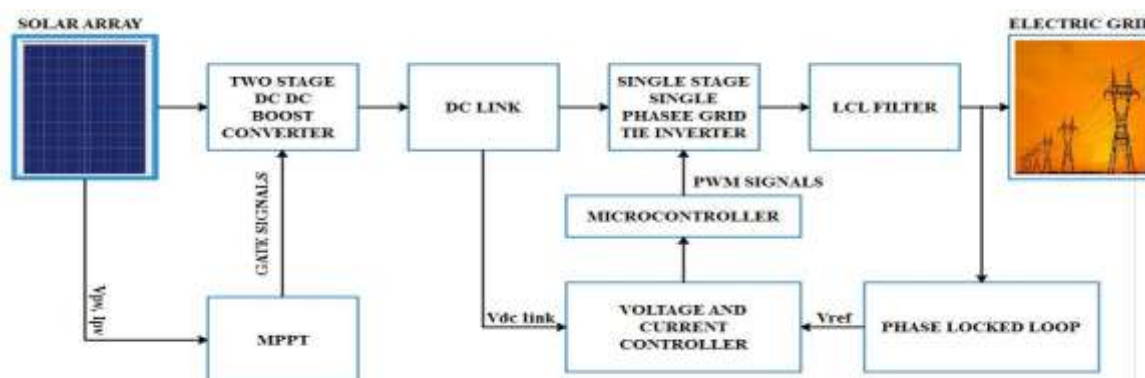 SOLAR ARRAY
ELECTRIC GRID
TWO STAGE
DC DC
BOOST
CONVERTER
DC LINK
SINGLE STAGE
SINGLE
PHASEE GRID
TIE INVERTER
LCL FILTER
GATE SIGNALS
PWM SIGNALS
MICROCONTROLLER
Vpv, Ipv
MPPT
Vdc link
VOLTAGE AND
CURRENT
CONTROLLER
Vref
PHASE LOCKED LOOP